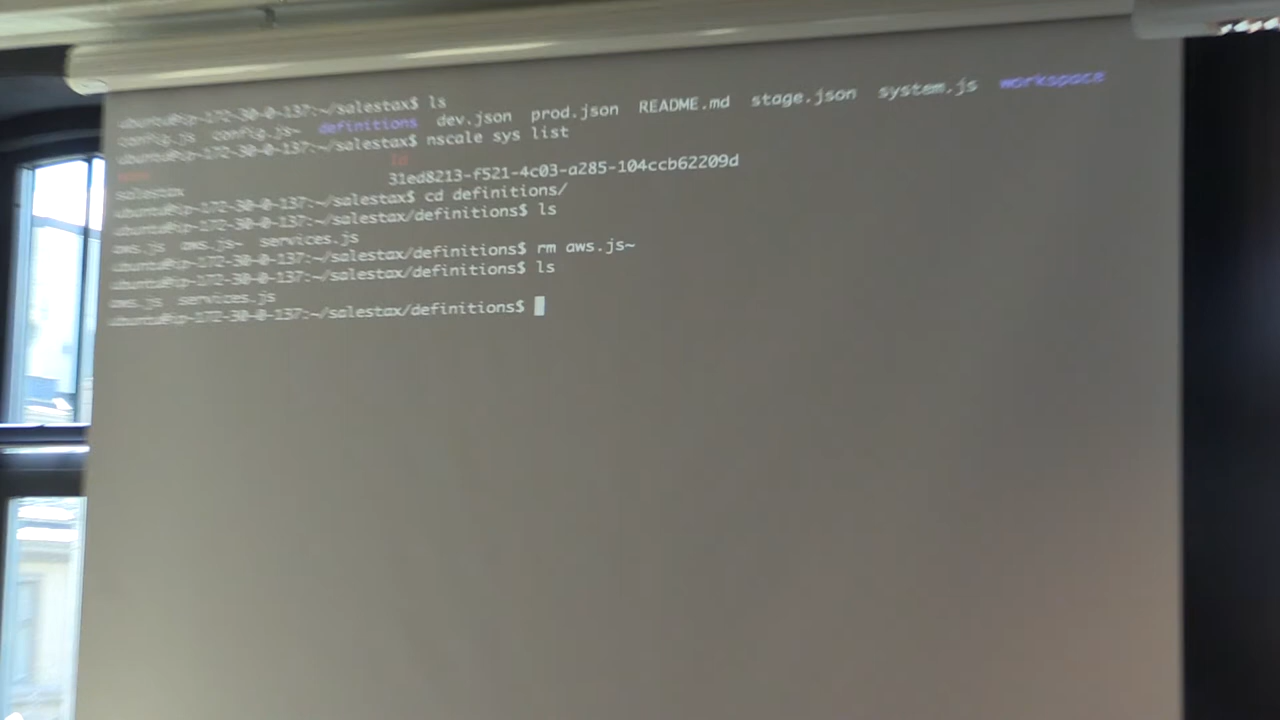 ubuntu@ip-172-30-0-137:~/salestax$ ls
config.js config.js~ definitions dev.json prod.json README.md stage.json system.js workspace
ubuntu@ip-172-30-0-137:~/salestax$ nscale sys list
Id
salestax 31ed8213-f521-4c03-a285-104ccb62209d
ubuntu@ip-172-30-0-137:~/salestax$ cd definitions/
ubuntu@ip-172-30-0-137:~/salestax/definitions$ ls
aws.js aws.js~ services.js
ubuntu@ip-172-30-0-137:~/salestax/definitions$ rm aws.js~
ubuntu@ip-172-30-0-137:~/salestax/definitions$ ls
aws.js services.js
ubuntu@ip-172-30-0-137:~/salestax/definitions$